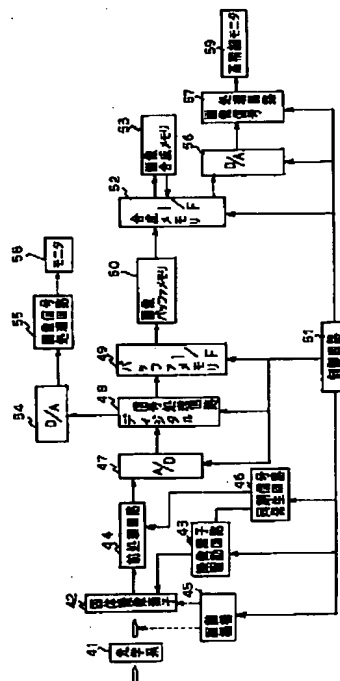 41
光学系
42
固体撮像素子
43
撮像素子
駆動回路
44
前処理回路
45
46
同期信号
発生回路
47
A/D
48
ディジタル
信号処理回路
49
バッファメモリ
I F
50
画像
バッファメモリ
51
制御回路
52
合成メモリ
I F
53
画像
合成メモリ
54
D/A
55
画像信号
処理回路
56
D/A
57
画像信号
処理回路
58
モニタ
59
高精細モニタ